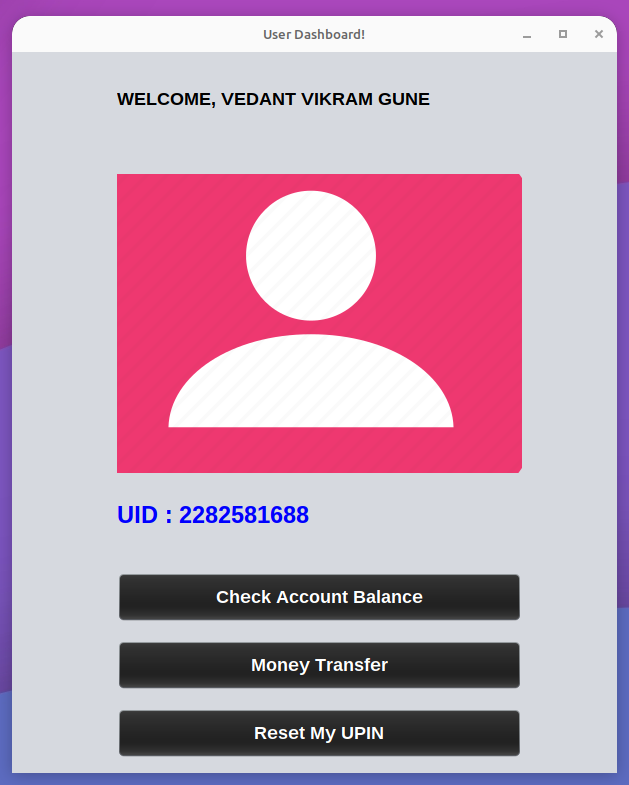 User Dashboard!
WELCOME, VEDANT VIKRAM GUNE
UID : 2282581688
Check Account Balance
Money Transfer
Reset My UPIN